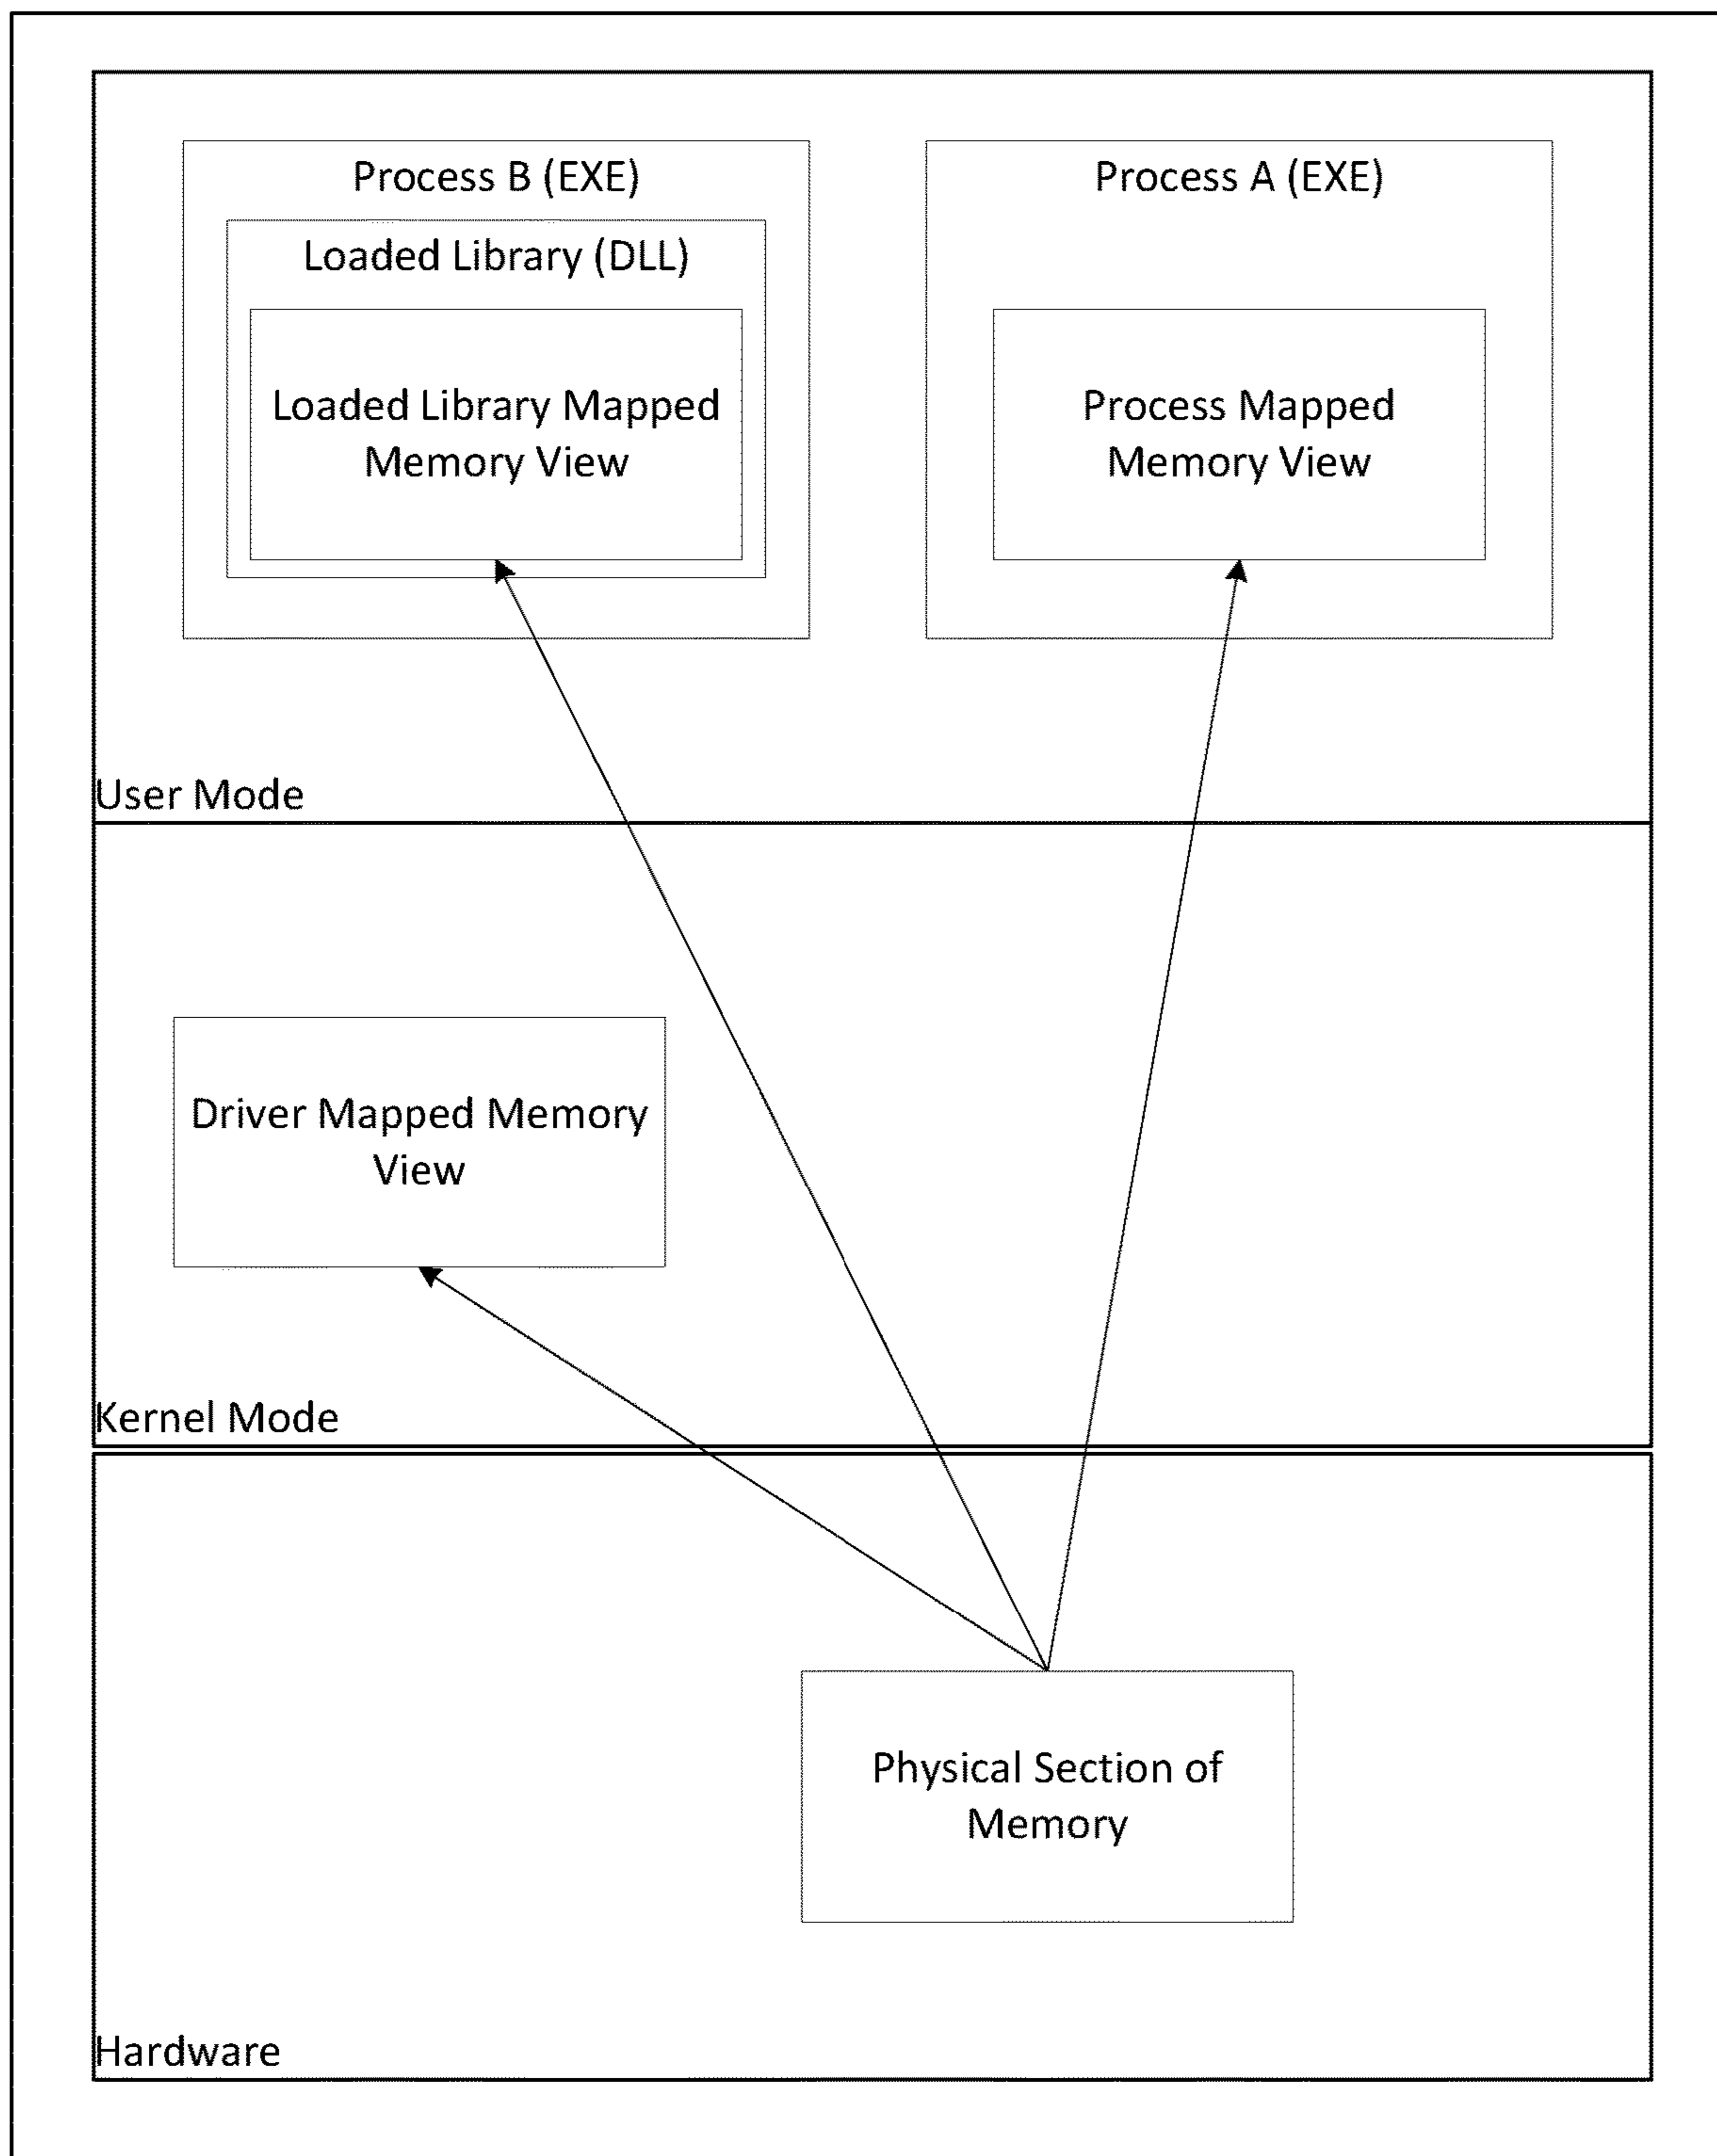 Process B (EXE)
Loaded Library (DLL)
Loaded Library Mapped
Memory View
Process A (EXE)
Process Mapped
Memory View
User Mode
Driver Mapped Memory
View
Kernel Mode
Physical Section of
Memory
Hardware